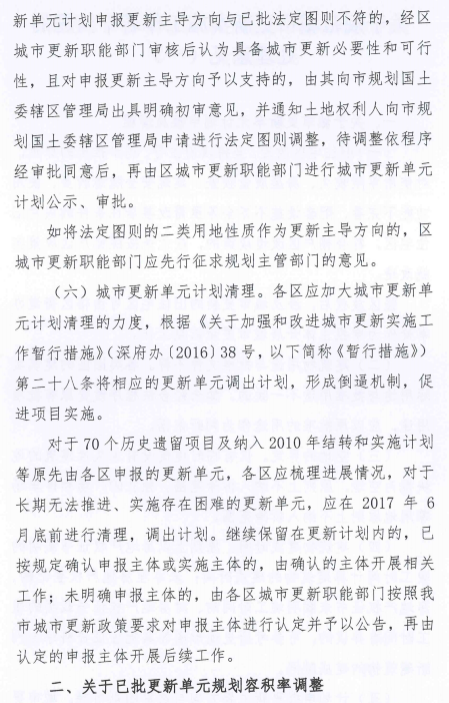 新单元计划申报更新主导方向与已批法定图则不符的，经区
城市更新职能部门审核后认为具备城市更新必要性和可行
性，且对申报更新主导方向予以支持的，由其向市规划国土
委辖区管理局出具明确初审意见，并通知土地权利人向市规
划国土委辖区管理局申请进行法定图则调整，待调整依程序
经审批同意后，再由区城市更新职能部门进行城市更新单元
计划公示、审批。
如将法定图则的二类用地性质作为更新主导方向的，区
城市更新职能部门应先行征求规划主管部门的意见。
（六）城市更新单元计划清理。各区应加大城市更新单
元计划清理的力度，根据《关于加强和改进城市更新实施工
作暂行措施》（深府办〔2016〕38 号，以下简称《暂行措施》）
第二十八条将相应的更新单元调出计划，形成倒逼机制，促
进项目实施。
对于 70 个历史遗留项目及纳入 2010 年结转和实施计划
等原先由各区申报的更新单元，各区应梳理进展情况，对于
长期无法推进、实施存在困难的更新单元，应在 2017 年 6
月底前进行清理，调出计划。继续保留在更新计划内的，已
按规定确认申报主体或实施主体的，由确认的主体开展相关
工作；未明确申报主体的，由各区城市更新职能部门按照我
市城市更新政策要求对申报主体进行认定并予以公告，再由
认定的申报主体开展后续工作。
二、关于已批更新单元规划容积率调整